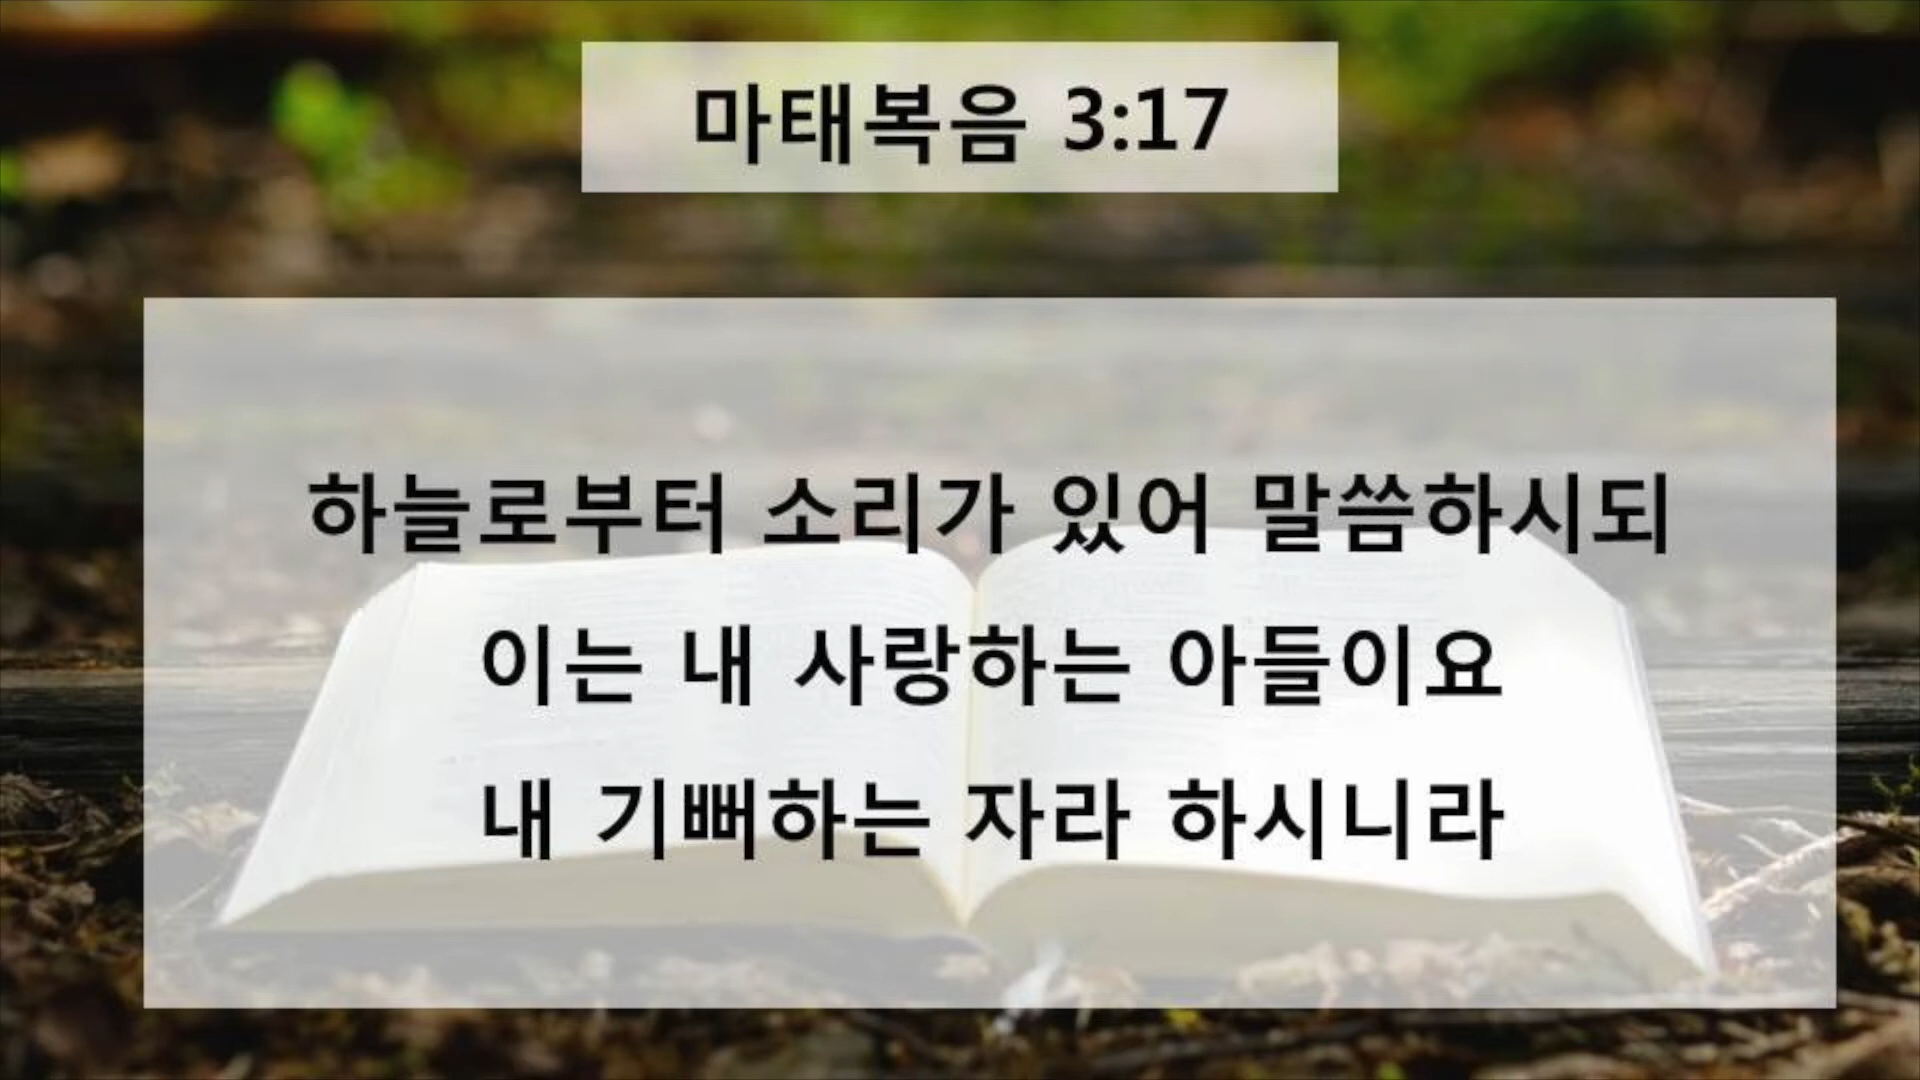 마태복음 3:17
하늘로부터 소리가 있어 말씀하시되
이는 내 사랑하는 아들이요
내 기뻐하는 자라 하시니라